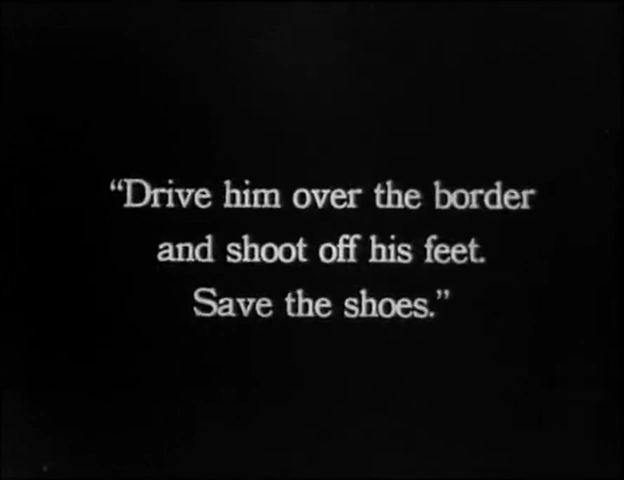 “Drive him over the border
and shoot off his feet.
Save the shoes.”